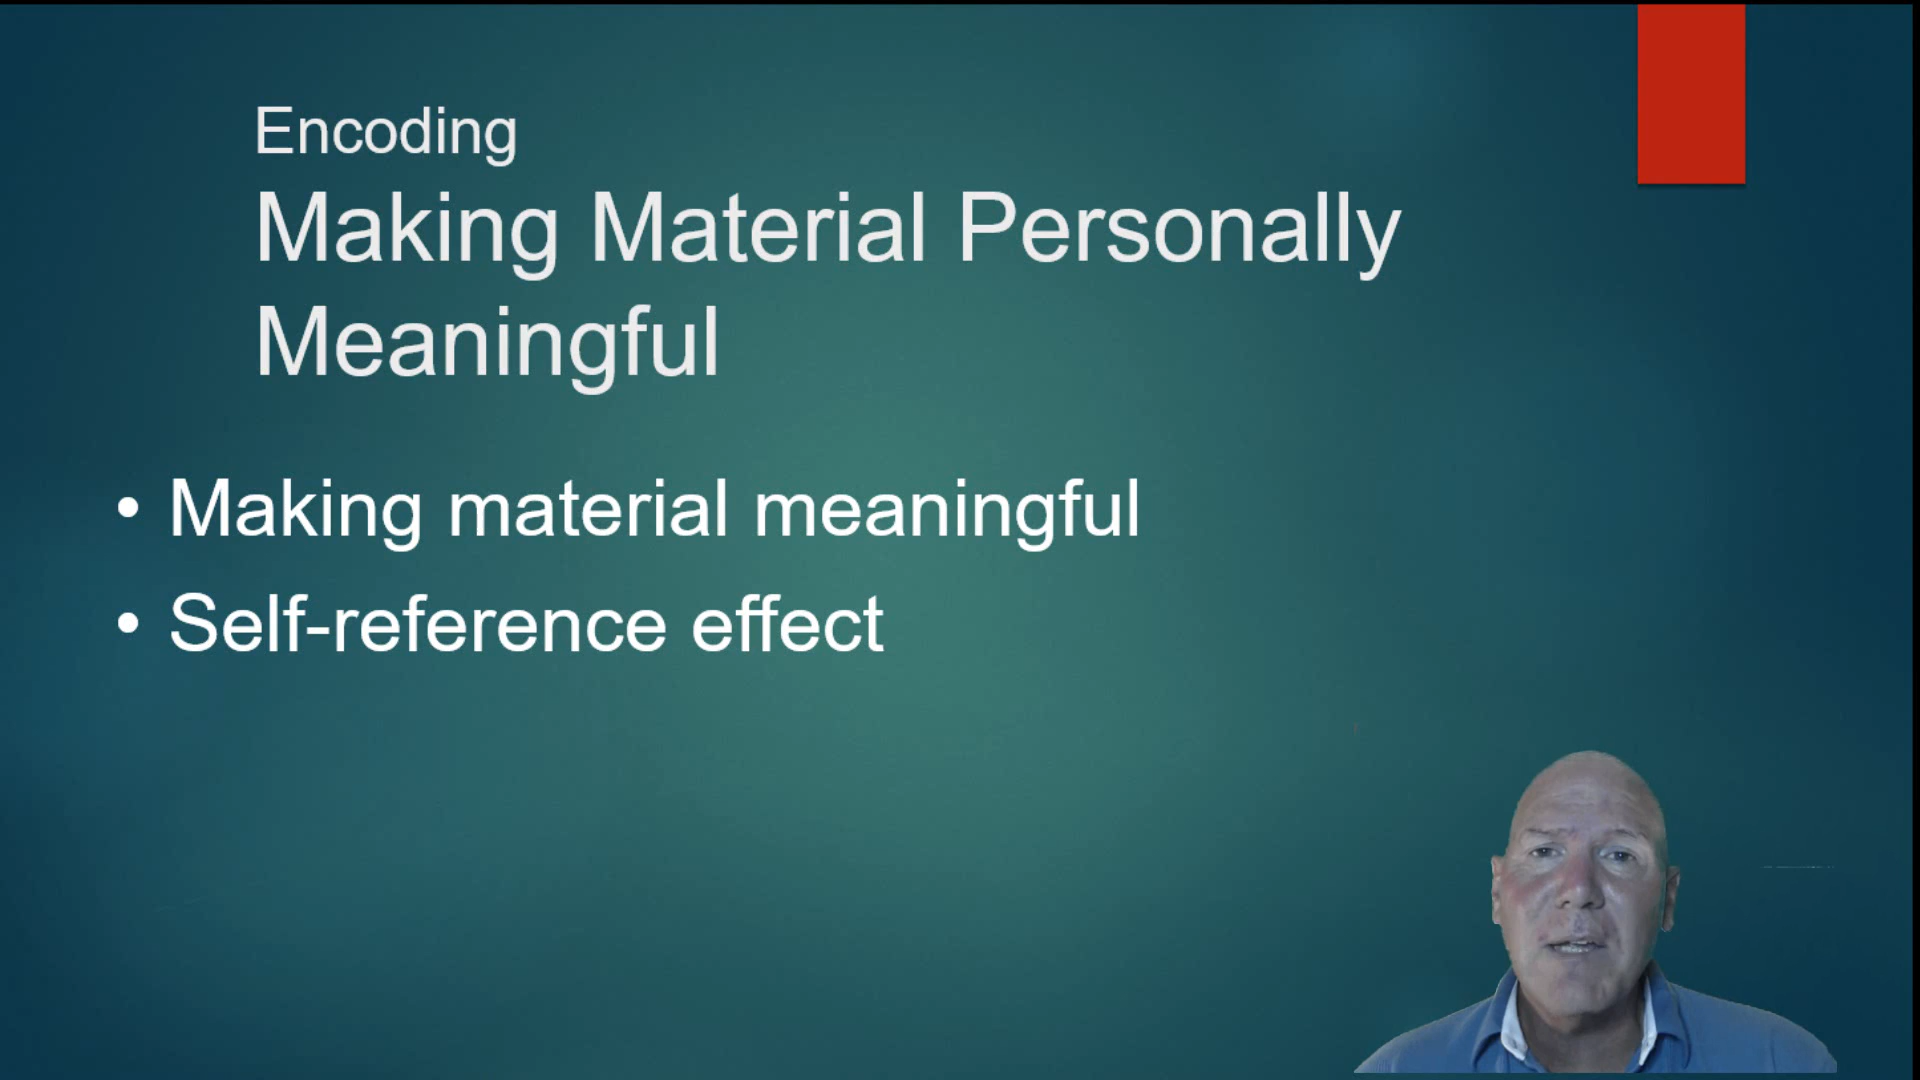 Encoding
Making Material Personally
Meaningful
• Making material meaningful
• Self-reference effect